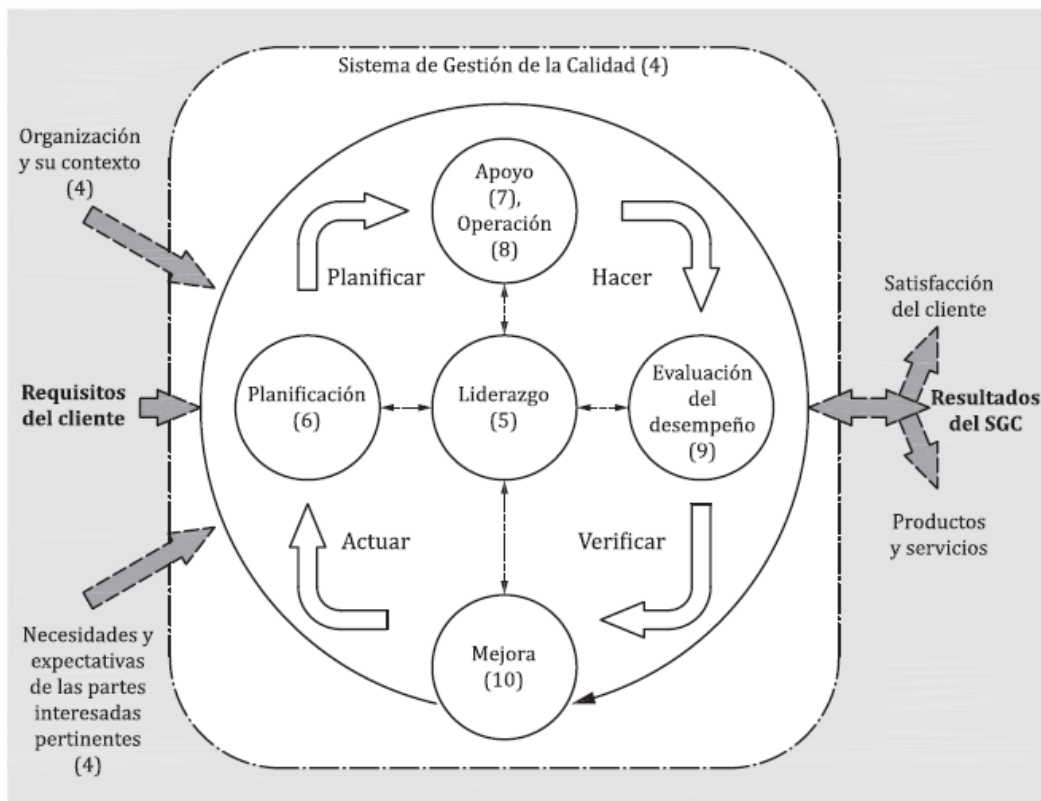 Sistema de Gestión de la Calidad (4)
Organización
y su contexto
(4)
Apoyo
(7),
Operación
(8)
Planificar
Hacer
Satisfacción
del cliente
Requisitos
del cliente
Planificación
(6)
Liderazgo
(5)
Evaluación
del
desempeño
(9)
Resultados
del SGC
Actuar
Verificar
Productos
y servicios
Necesidades y
expectativas
de las partes
interesadas
pertinentes
(4)
Mejora
(10)